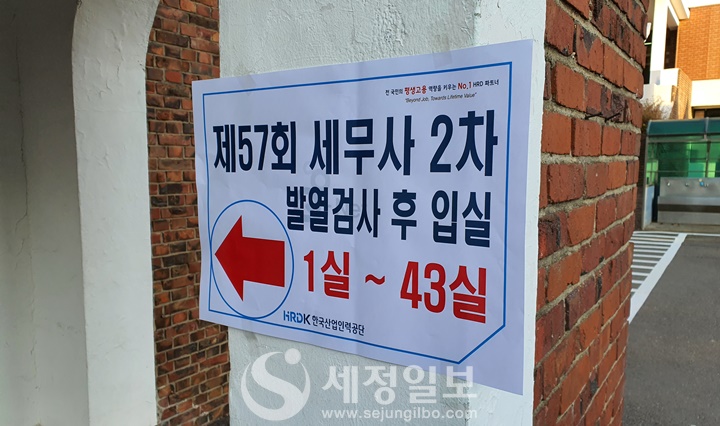 전 국민의 평생고용 역량을 키우는 No.1 HRD 파트너
"Beyond Job, Towards Lifetime Value"
제57회 세무사 2차
발열검사 후 입실
1실 ~ 43실
HRDK 한국산업인력공단
세정일보
www.sejungilbo.com